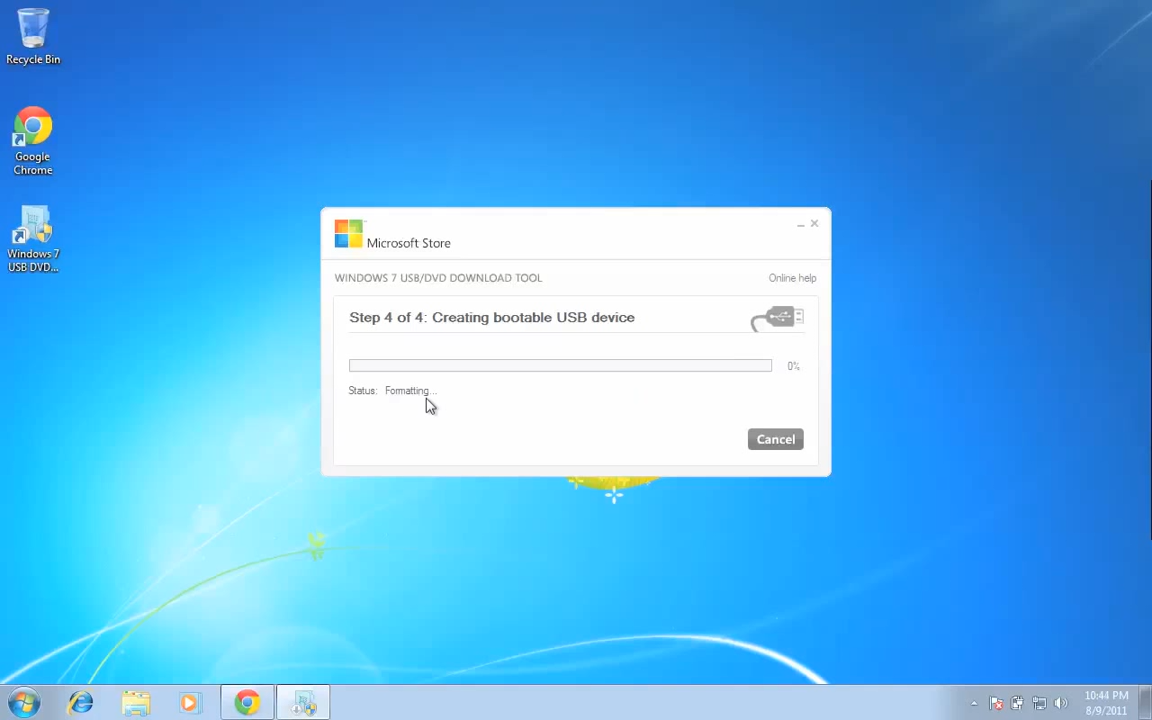 Recycle Bin
Google
Chrome
Windows 7
USB DVD...
Microsoft Store
WINDOWS 7 USB/DVD DOWNLOAD TOOL
Online help
Step 4 of 4: Creating bootable USB device
0%
Status: Formatting...
Cancel
10:44 PM
8/9/2011